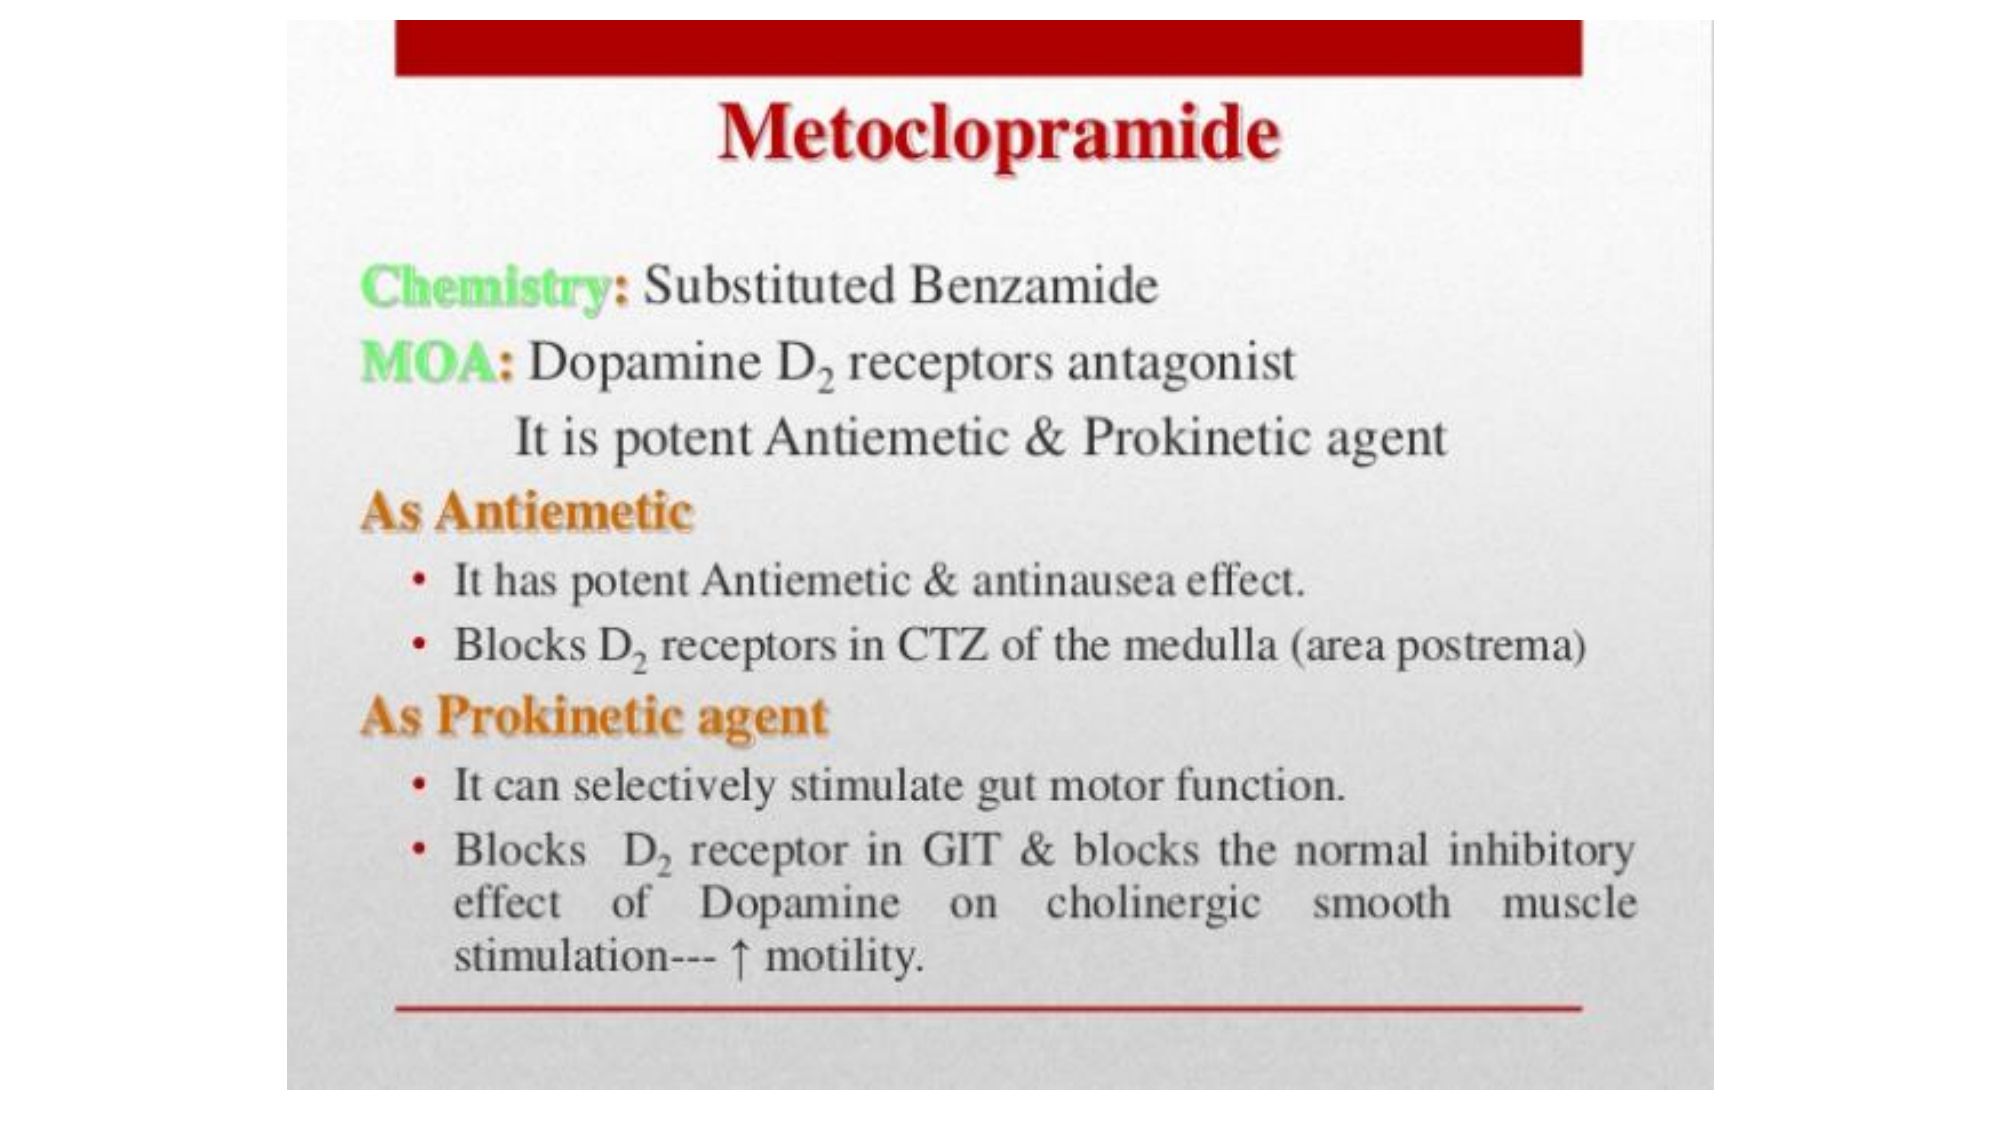 Metoclopramide
Chemistry: Substituted Benzamide
MOA: Dopamine D₂ receptors antagonist
It is potent Antiemetic & Prokinetic agent
As Antiemetic
• It has potent Antiemetic & antinausea effect.
• Blocks D₂ receptors in CTZ of the medulla (area postrema)
As Prokinetic agent
• It can selectively stimulate gut motor function.
• Blocks D₂ receptor in GIT & blocks the normal inhibitory
effect of Dopamine on cholinergic smooth muscle
stimulation--- ↑ motility.